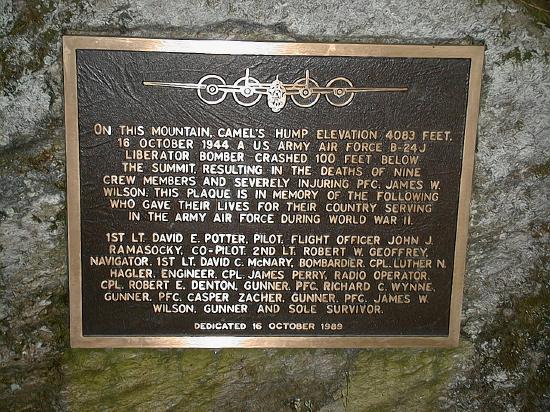 ON THIS MOUNTAIN, CAMEL'S HUMP ELEVATION 4083 FEET,
16 OCTOBER 1944 A US ARMY AIR FORCE B-24J
LIBERATOR BOMBER CRASHED 100 FEET BELOW
THE SUMMIT, RESULTING IN THE DEATHS OF NINE
CREW MEMBERS AND SEVERELY INJURING PFC. JAMES W.
WILSON. THIS PLAQUE IS IN MEMORY OF THE FOLLOWING
WHO GAVE THEIR LIVES FOR THEIR COUNTRY SERVING
IN THE ARMY AIR FORCE DURING WORLD WAR II.
1ST LT. DAVID E. POTTER, PILOT, FLIGHT OFFICER JOHN J.
RAMASOCKY, CO-PILOT, 2ND LT. ROBERT W. GEOFFREY,
NAVIGATOR, 1ST LT. DAVID C. McNARY, BOMBARDIER, CPL. LUTHER N.
HAGLER, ENGINEER, CPL. JAMES PERRY, RADIO OPERATOR,
CPL. ROBERT E. DENTON, GUNNER, PFC. RICHARD C. WYNNE,
GUNNER, PFC. CASPER ZACHER, GUNNER, PFC. JAMES W.
WILSON, GUNNER AND SOLE SURVIVOR.
DEDICATED 16 OCTOBER 1989